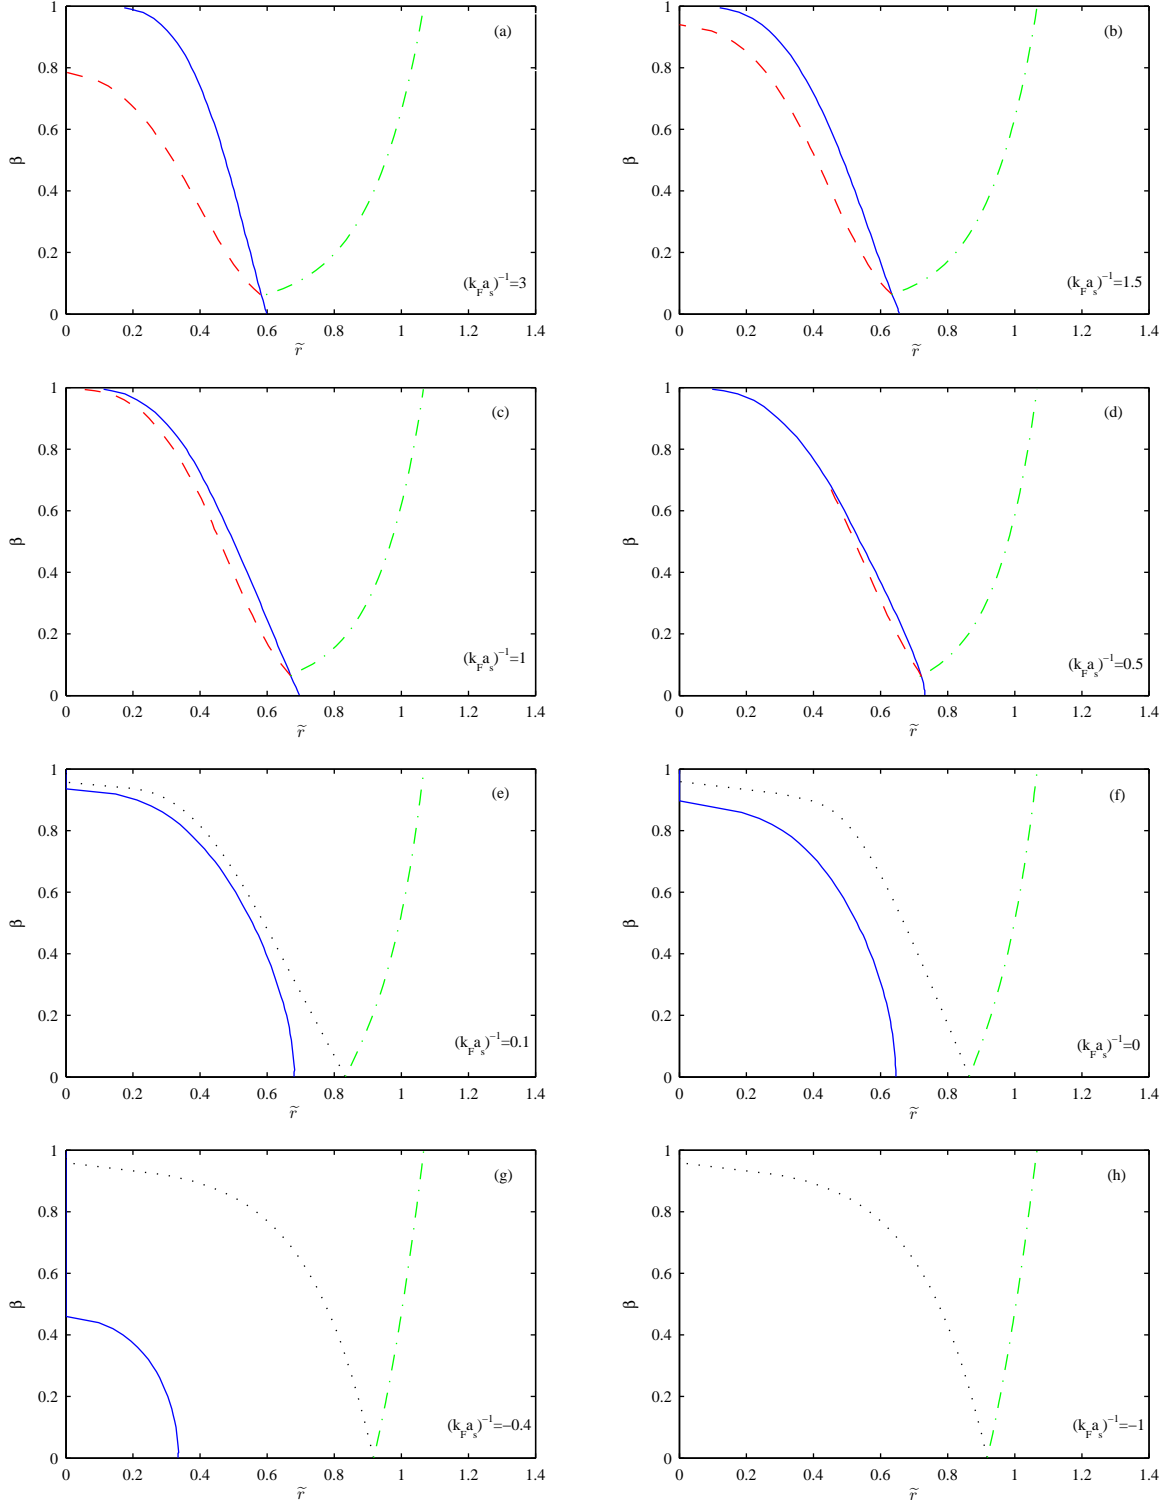 (a)
1
0.8
0.6
β
0.4
0.2
0
(k_F a_s)⁻¹=3
0 0.2 0.4 0.6 0.8 1 1.2 1.4
r̃
(b)
1
0.8
0.6
β
0.4
0.2
0
(k_F a_s)⁻¹=1.5
0 0.2 0.4 0.6 0.8 1 1.2 1.4
r̃
(c)
1
0.8
0.6
β
0.4
0.2
0
(k_F a_s)⁻¹=1
0 0.2 0.4 0.6 0.8 1 1.2 1.4
r̃
(d)
1
0.8
0.6
β
0.4
0.2
0
(k_F a_s)⁻¹=0.5
0 0.2 0.4 0.6 0.8 1 1.2 1.4
r̃
(e)
1
0.8
0.6
β
0.4
0.2
0
(k_F a_s)⁻¹=0.1
0 0.2 0.4 0.6 0.8 1 1.2 1.4
r̃
(f)
1
0.8
0.6
β
0.4
0.2
0
(k_F a_s)⁻¹=0
0 0.2 0.4 0.6 0.8 1 1.2 1.4
r̃
(g)
1
0.8
0.6
β
0.4
0.2
0
(k_F a_s)⁻¹=−0.4
0 0.2 0.4 0.6 0.8 1 1.2 1.4
r̃
(h)
1
0.8
0.6
β
0.4
0.2
0
(k_F a_s)⁻¹=−1
0 0.2 0.4 0.6 0.8 1 1.2 1.4
r̃